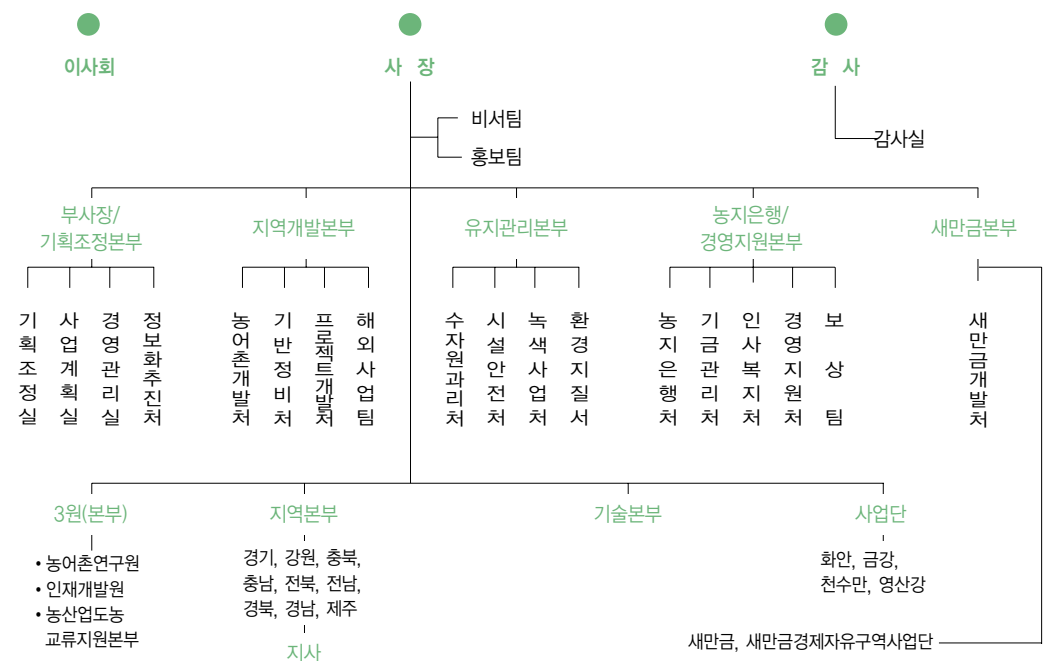 이사회
사 장
감 사
비서팀
홍보팀
감사실
부사장/
기획조정본부
지역개발본부
유지관리본부
농지은행/
경영지원본부
새만금본부
기획조정실
사업계획실
경영관리실
정보화추진처
농어촌개발처
기반정비처
프로젝트개발처
해외사업팀
수자원과리처
시설안전처
녹색사업처
환경지질서
농지은행처
기금관리처
인사복지처
경영지원처
보상팀
새만금개발처
3원(본부)
지역본부
기술본부
사업단
• 농어촌연구원
• 인재개발원
• 농산업도농
교류지원본부
경기, 강원, 충북,
충남, 전북, 전남,
경북, 경남, 제주
지사
화안, 금강,
천수만, 영산강
새만금, 새만금경제자유구역사업단